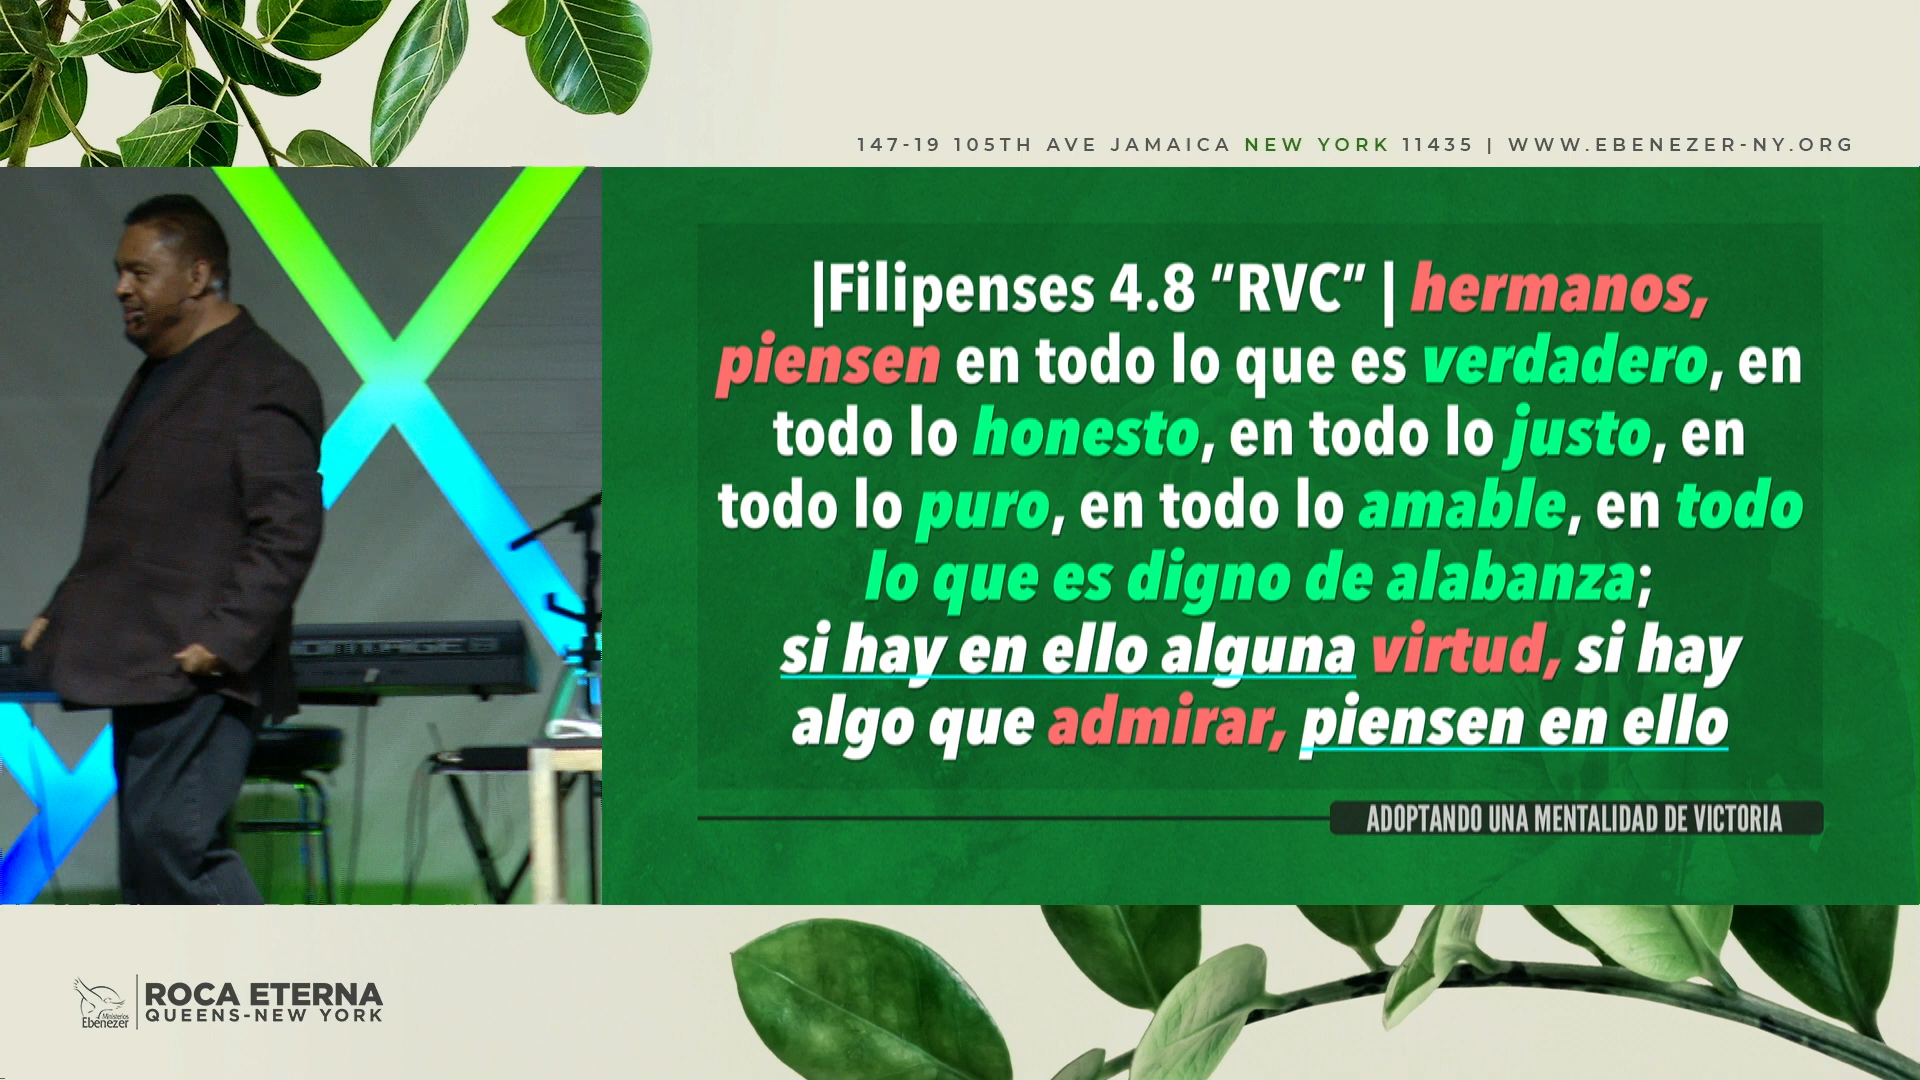 147-19 105TH AVE JAMAICA NEW YORK 11435 | WWW.EBENEZER-NY.ORG
|Filipenses 4.8 “RVC” | hermanos,
piensen en todo lo que es verdadero, en
todo lo honesto, en todo lo justo, en
todo lo puro, en todo lo amable, en todo
lo que es digno de alabanza;
si hay en ello alguna virtud, si hay
algo que admirar, piensen en ello
ADOPTANDO UNA MENTALIDAD DE VICTORIA
Ministerios
Ebenezer
ROCA ETERNA
QUEENS-NEW YORK